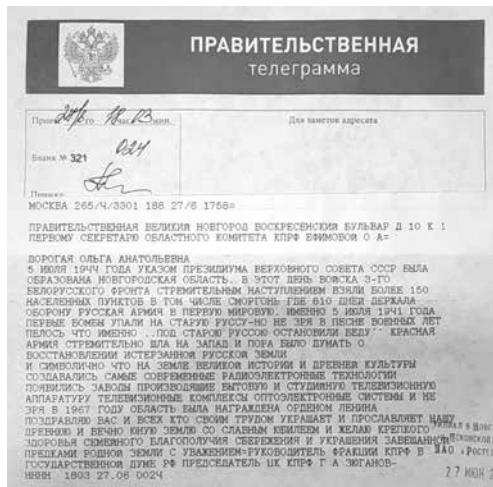 ПРАВИТЕЛЬСТВЕННАЯ
телеграмма
Для заметок адресата
Бланк № 321
024
МОСКВА 265/Ч/3301 188 27/6 1758=
ПРАВИТЕЛЬСТВЕННАЯ ВЕЛИКИЙ НОВГОРОД ВОСКРЕСЕНСКИЙ БУЛЬВАР Д 10 К 1
ПЕРВОМУ СЕКРЕТАРЮ ОБЛАСТНОГО КОМИТЕТА КПРФ ЕФИМОВОЙ О А=
ДОРОГАЯ ОЛЬГА АНАТОЛЬЕВНА
5 ИЮЛЯ 1944 ГОДА УКАЗОМ ПРЕЗИДИУМА ВЕРХОВНОГО СОВЕТА СССР БЫЛА
ОБРАЗОВАНА НОВГОРОДСКАЯ ОБЛАСТЬ. В ЭТОТ ДЕНЬ ВОЙСКА 3-ГО
БЕЛОРУССКОГО ФРОНТА СТРЕМИТЕЛЬНЫМ НАСТУПЛЕНИЕМ ВЗЯЛИ БОЛЕЕ 150
НАСЕЛЕННЫХ ПУНКТОВ В ТОМ ЧИСЛЕ СМОРГОНЬ ГДЕ 810 ДНЕЙ ДЕРЖАЛА
ОБОРОНУ РУССКАЯ АРМИЯ В ПЕРВУЮ МИРОВУЮ. ИМЕННО 5 ИЮЛЯ 1941 ГОДА
ПЕРВЫЕ БОМБЫ УПАЛИ НА СТАРУЮ РУССУ-НО НЕ ЗРЯ В ПЕСНЕ ВОЕННЫХ ЛЕТ
ПЕЛОСЬ ЧТО ИМЕННО ,,ПОД СТАРОЮ РУССОЮ ОСТАНОВИЛИ ВЕДУ'' КРАСНАЯ
АРМИЯ СТРЕМИТЕЛЬНО ШЛА НА ЗАПАД И ПОРА БЫЛО ДУМАТЬ О
ВОССТАНОВЛЕНИИ ИСТЕРЗАННОЙ РУССКОЙ ЗЕМЛИ
И СИМВОЛИЧНО ЧТО НА ЗЕМЛЕ ВЕЛИКОЙ ИСТОРИИ И ДРЕВНЕЙ КУЛЬТУРЫ
СОЗДАВАЛИСЬ САМЫЕ СОВРЕМЕННЫЕ РАДИОЭЛЕКТРОННЫЕ ТЕХНОЛОГИИ
ПОЯВИЛИСЬ ЗАВОДЫ ПРОИЗВОДЯЩИЕ БЫТОВУЮ И СТУДИЙНУЮ ТЕЛЕВИЗИОННУЮ
АППАРАТУРУ ТЕЛЕВИЗИОННЫЕ КОМПЛЕКСЫ ОПТОЭЛЕКТРОННЫЕ СИСТЕМЫ И НЕ
ЗРЯ В 1967 ГОДУ ОБЛАСТЬ БЫЛА НАГРАЖДЕНА ОРДЕНОМ ЛЕНИНА
ПОЗДРАВЛЯЮ ВАС И ВСЕХ КТО СВОИМ ТРУДОМ УКРАШАЕТ И ПРОСЛАВЛЯЕТ НАШУ
ДРЕВНЮЮ И ВЕЧНО ЮНУЮ ЗЕМЛЮ СО СЛАВНЫМ ЮБИЛЕЕМ И ЖЕЛАЮ КРЕПКОГО
ЗДОРОВЬЯ СЕМЕЙНОГО БЛАГОПОЛУЧИЯ СБЕРЕЖЕНИЯ И УКРАШЕНИЯ ЗАВЕЩАННОЙ
ПРЕДКАМИ РОДНОЙ ЗЕМЛИ С УВАЖЕНИЕМ=РУКОВОДИТЕЛЬ ФРАКЦИИ КПРФ В
ГОСУДАРСТВЕННОЙ ДУМЕ РФ ПРЕДСЕДАТЕЛЬ ЦК КПРФ Г А ЗЮГАНОВ-
НННН 1803 27.06 0024
27 ИЮН